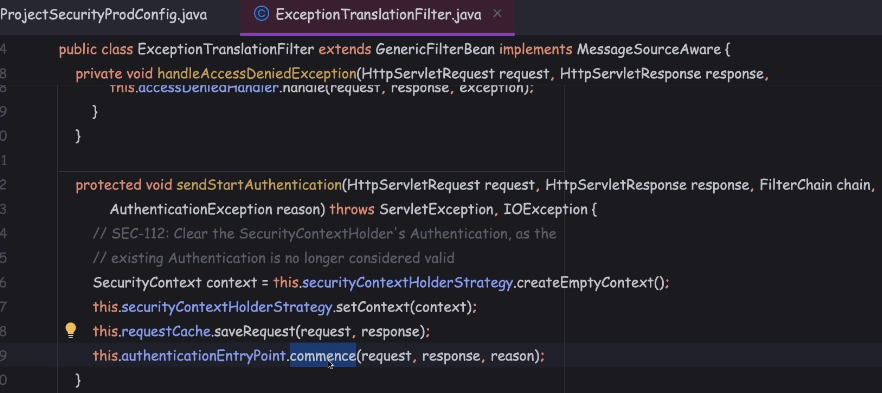 ProjectSecurityProdConfig.java
ExceptionTranslationFilter.java
4 public class ExceptionTranslationFilter extends GenericFilterBean implements MessageSourceAware {
8 private void handleAccessDeniedException(HttpServletRequest request, HttpServletResponse response,
8 this.accessDeniedHandler.handle(request, response, exception);
9 }
0 }
1
2 protected void sendStartAuthentication(HttpServletRequest request, HttpServletResponse response, FilterChain chain,
3 AuthenticationException reason) throws ServletException, IOException {
4 // SEC-112: Clear the SecurityContextHolder's Authentication, as the
5 // existing Authentication is no longer considered valid
6 SecurityContext context = this.securityContextHolderStrategy.createEmptyContext();
7 this.securityContextHolderStrategy.setContext(context);
8 this.requestCache.saveRequest(request, response);
9 this.authenticationEntryPoint.commence(request, response, reason);
0 }